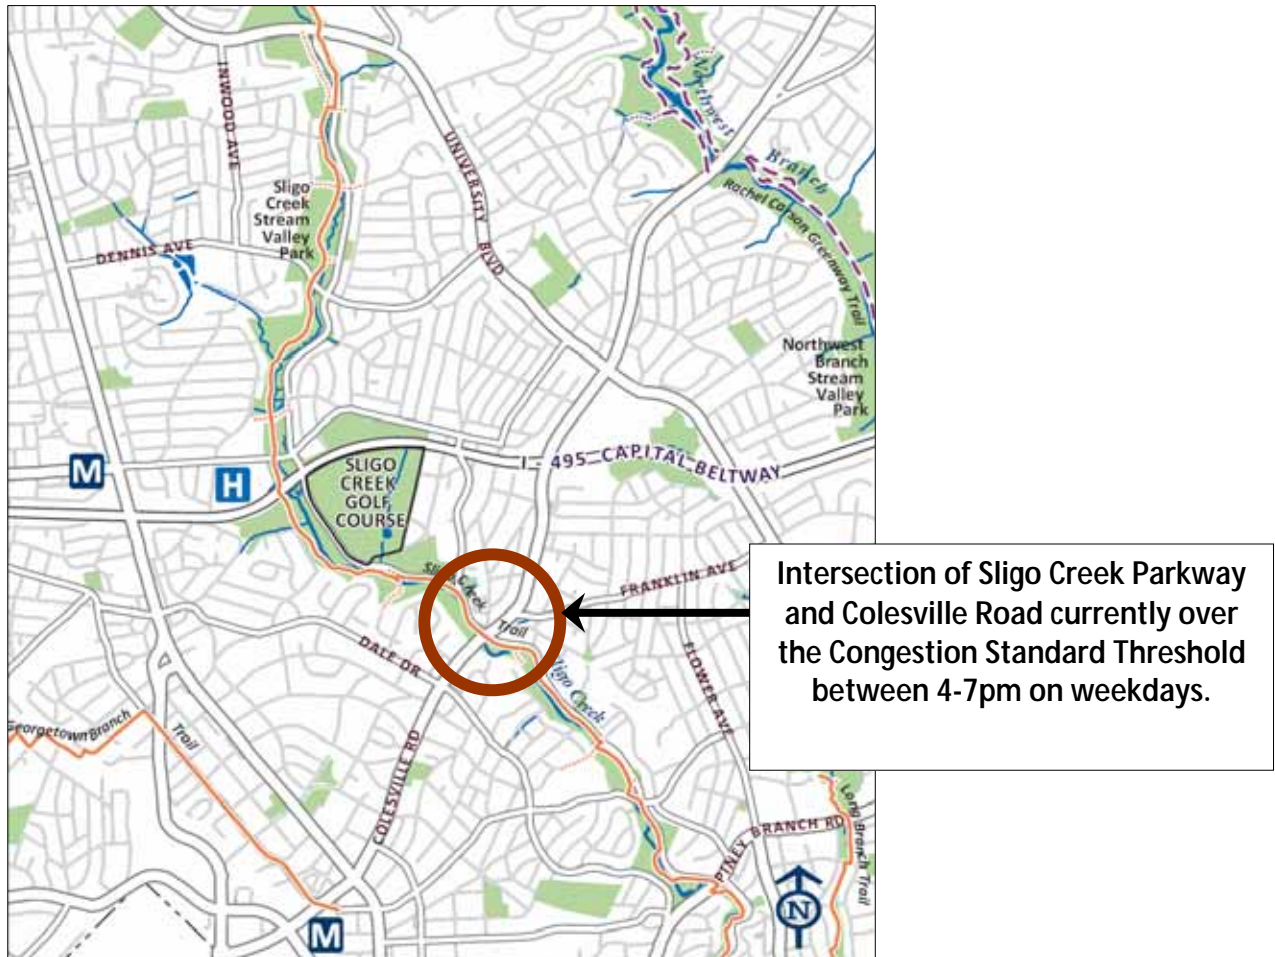 INWOOD AVE
UNIVERSITY
BLVD
Northwest
Branch
Rachel Carson Greenway Trail
Sligo
Creek
Stream
Valley
Park
DENNIS AVE
Northwest
Branch
Stream
Valley
Park
M
H
SLIGO
CREEK
GOLF
COURSE
I - 495 CAPITAL BELTWAY
Sligo Creek
Trail
FRANKLIN AVE
Intersection of Sligo Creek Parkway
and Colesville Road currently over
the Congestion Standard Threshold
between 4-7pm on weekdays.
DALE DR
Sligo Creek
FLOWER AVE
Georgetown Branch
Trail
COLESVILLE RD
PINEY BRANCH RD
Long Branch Trail
M
N